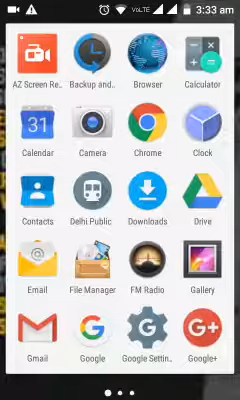 VoLTE 3:33 am
AZ Screen Re..
Backup and..
Browser
Calculator
31
Calendar
Camera
Chrome
Clock
Contacts
Delhi Public
Downloads
Drive
Email
File Manager
FM Radio
Gallery
Gmail
Google
Google Settin..
Google+